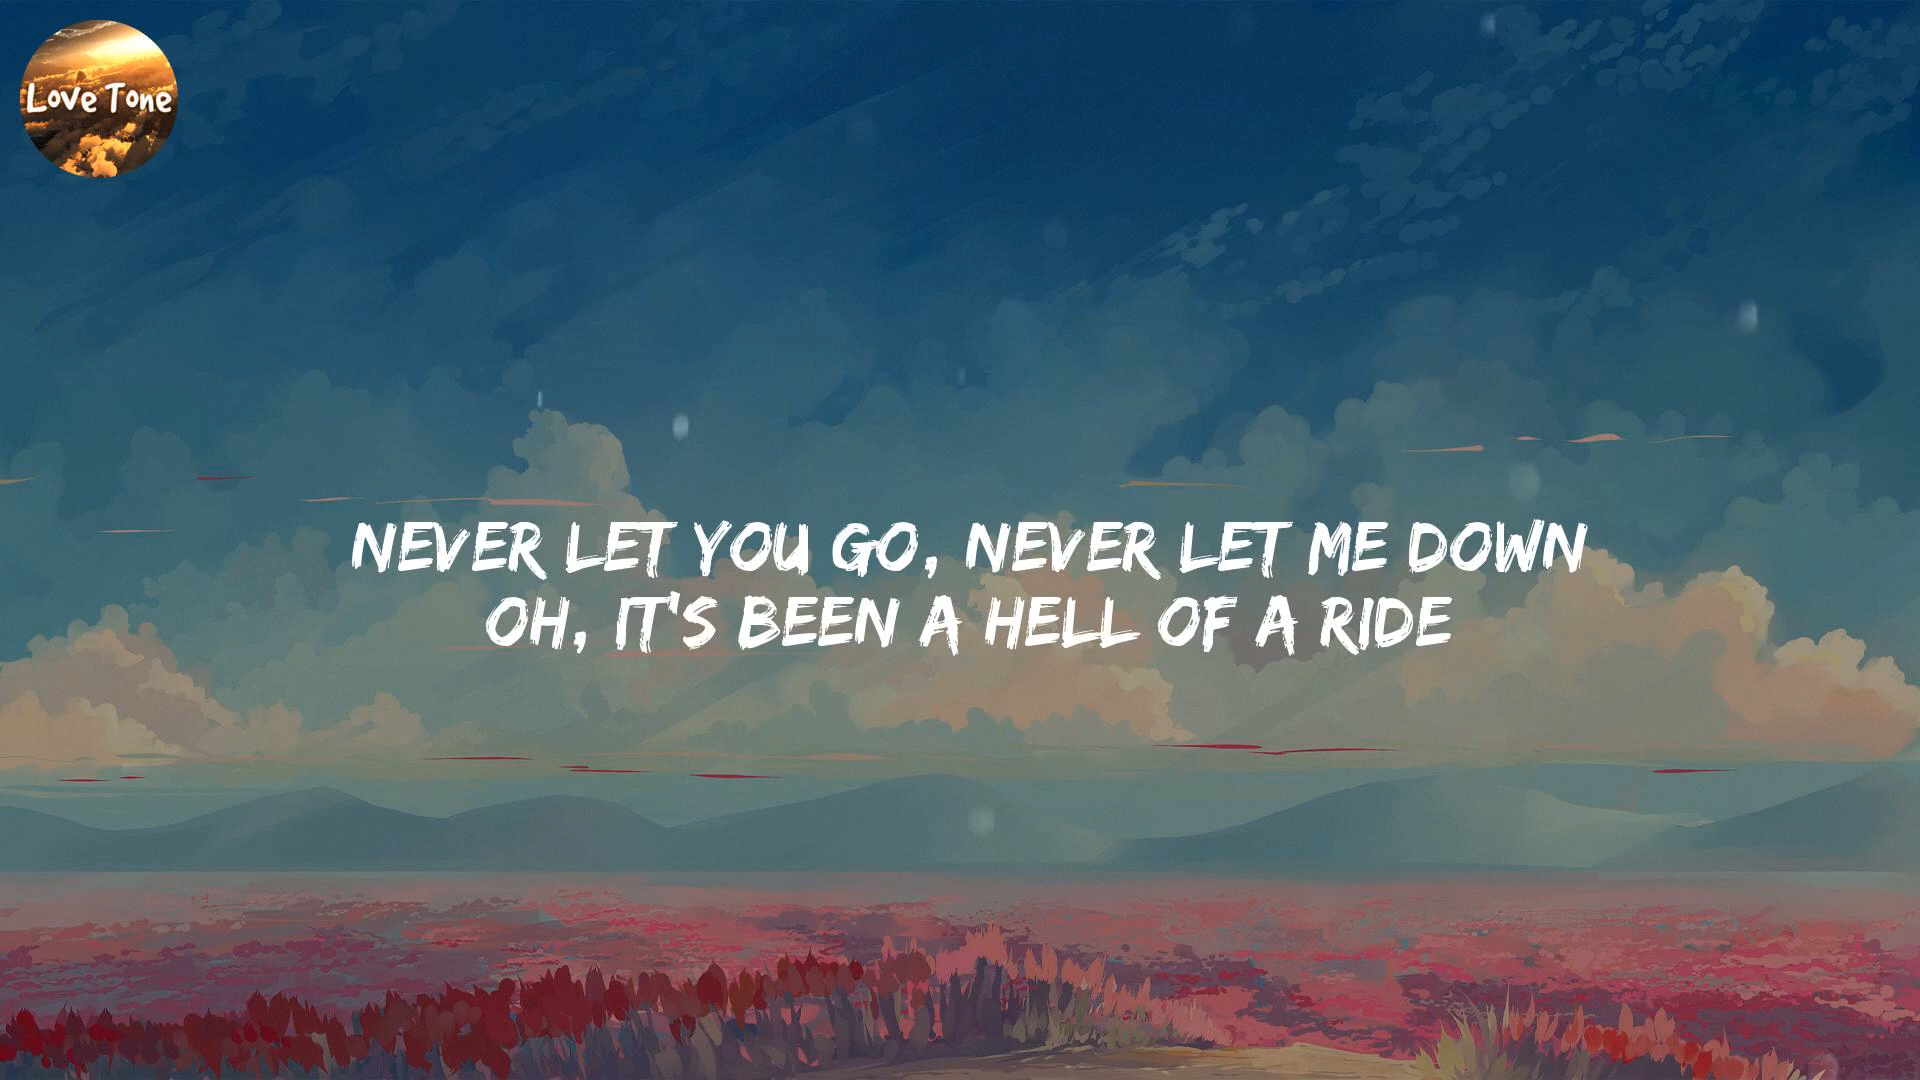 Love Tone
NEVER LET YOU GO, NEVER LET ME DOWN
OH, IT'S BEEN A HELL OF A RIDE